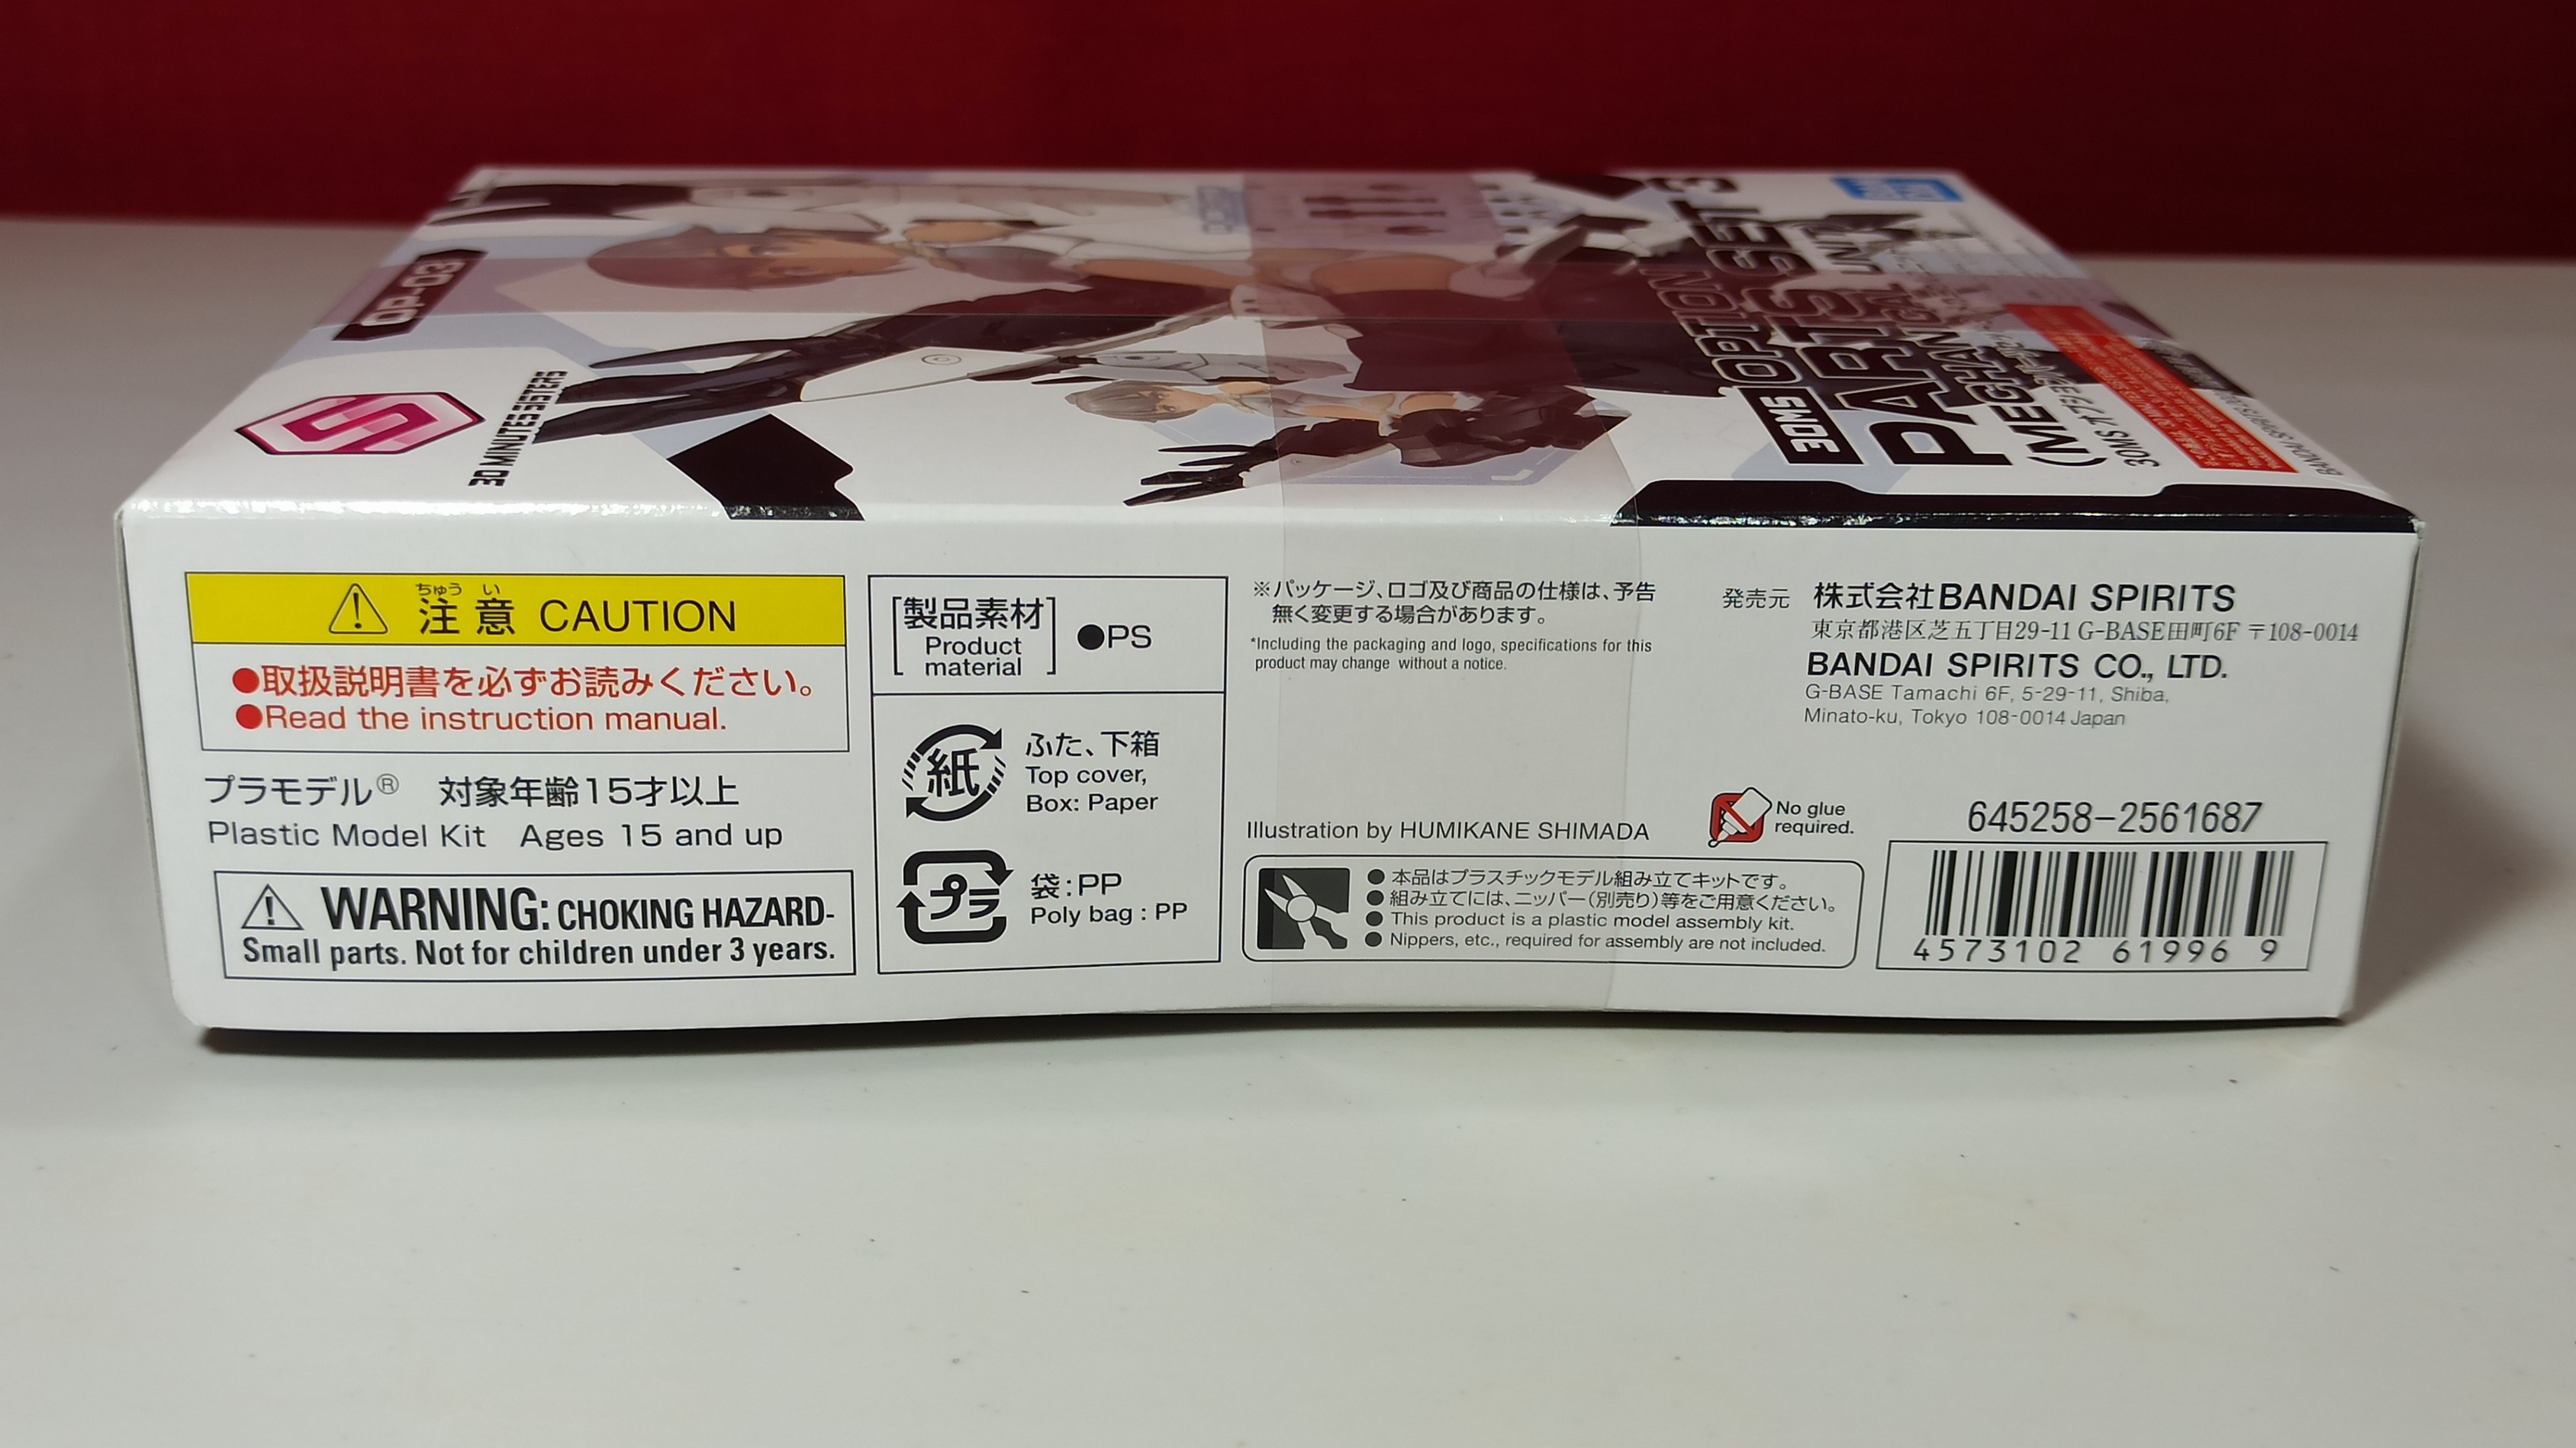 OP-03
30 MINUTES SISTERS
30MS OPTION
PARTS SET 3
(MECHANICAL UNIT)
ちゅう い
注 意 CAUTION
●取扱説明書を必ずお読みください。
●Read the instruction manual.
プラモデル® 対象年齢15才以上
Plastic Model Kit Ages 15 and up
WARNING: CHOKING HAZARD-
Small parts. Not for children under 3 years.
[製品素材
Product
material]
●PS
紙
ふた、下箱
Top cover,
Box: Paper
プラ
袋:PP
Poly bag : PP
※パッケージ、ロゴ及び商品の仕様は、予告
無く変更する場合があります。
*Including the packaging and logo, specifications for this
product may change without a notice.
Illustration by HUMIKANE SHIMADA
● 本品はプラスチックモデル組み立てキットです。
● 組み立てには、ニッパー(別売り)等をご用意ください。
● This product is a plastic model assembly kit.
● Nippers, etc., required for assembly are not included.
発売元 株式会社BANDAI SPIRITS
東京都港区芝五丁目29-11 G-BASE田町6F 〒108-0014
BANDAI SPIRITS CO., LTD.
G-BASE Tamachi 6F, 5-29-11, Shiba,
Minato-ku, Tokyo 108-0014 Japan
No glue
required.
645258-2561687
4573102 61996 9